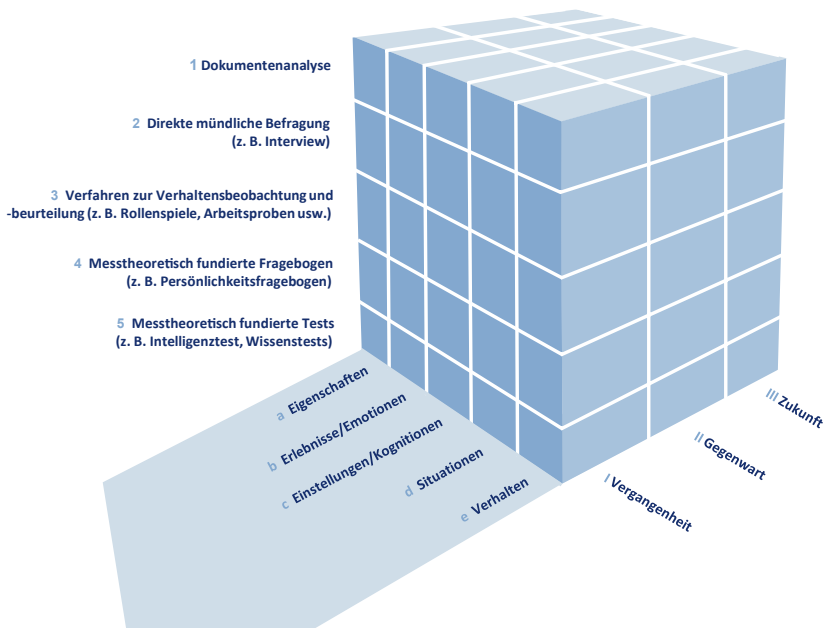 1 Dokumentenanalyse
2 Direkte mündliche Befragung
(z. B. Interview)
3 Verfahren zur Verhaltensbeobachtung und
-beurteilung (z. B. Rollenspiele, Arbeitsproben usw.)
4 Messtheoretisch fundierte Fragebogen
(z. B. Persönlichkeitsfragebogen)
5 Messtheoretisch fundierte Tests
(z. B. Intelligenztest, Wissenstests)
a Eigenschaften
b Erlebnisse/Emotionen
c Einstellungen/Kognitionen
d Situationen
e Verhalten
I Vergangenheit
II Gegenwart
III Zukunft